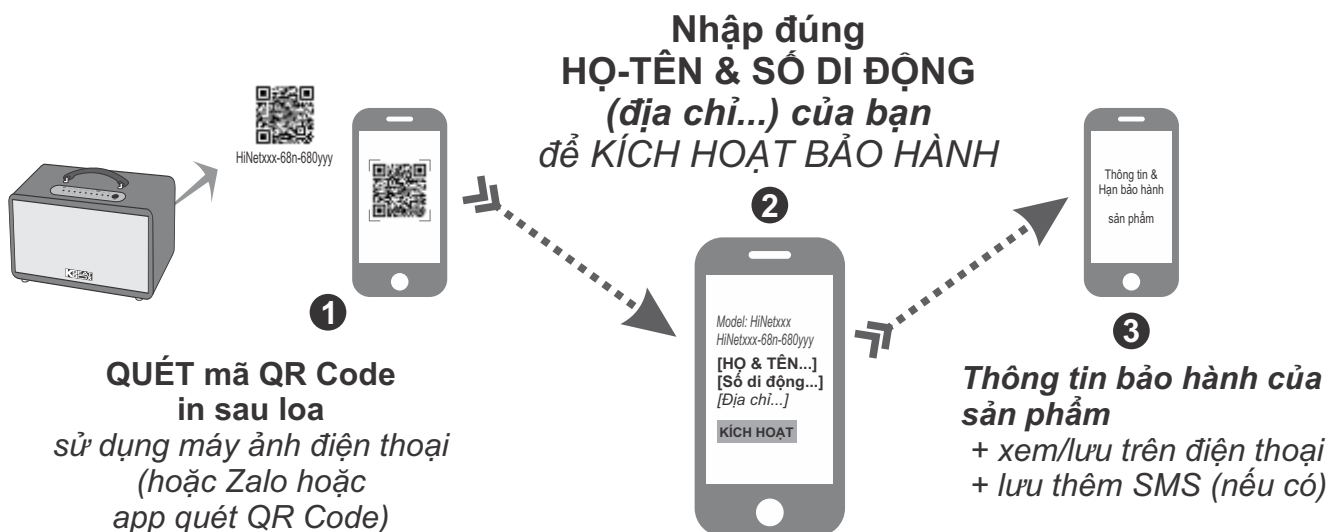 HiNetxxx-68n-680yyy
1
QUÉT mã QR Code
in sau loa
sử dụng máy ảnh điện thoại
(hoặc Zalo hoặc
app quét QR Code)
Nhập đúng
HỌ-TÊN & SỐ DI ĐỘNG
(địa chỉ...) của bạn
để KÍCH HOẠT BẢO HÀNH
2
Model: HiNetxxx
HiNetxxx-68n-680yyy
[HỌ & TÊN...]
[Số di động...]
[Địa chỉ...]
KÍCH HOẠT
Thông tin &
Hạn bảo hành
sản phẩm
3
Thông tin bảo hành của
sản phẩm
+ xem/lưu trên điện thoại
+ lưu thêm SMS (nếu có)